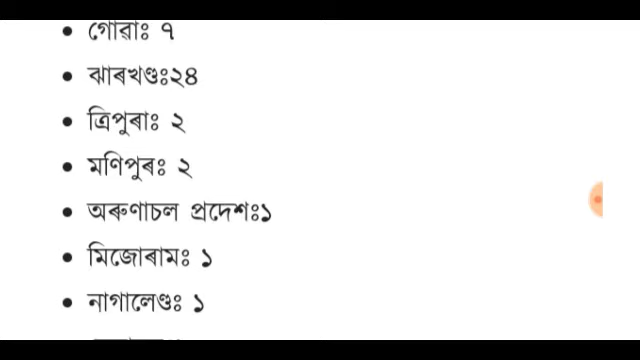 গোৱাঃ ৭
ঝাৰখণ্ডঃ২৪
ত্ৰিপুৰাঃ ২
মণিপুৰঃ ২
অৰুণাচল প্ৰদেশঃ১
মিজোৰামঃ ১
নাগালেণ্ডঃ ১